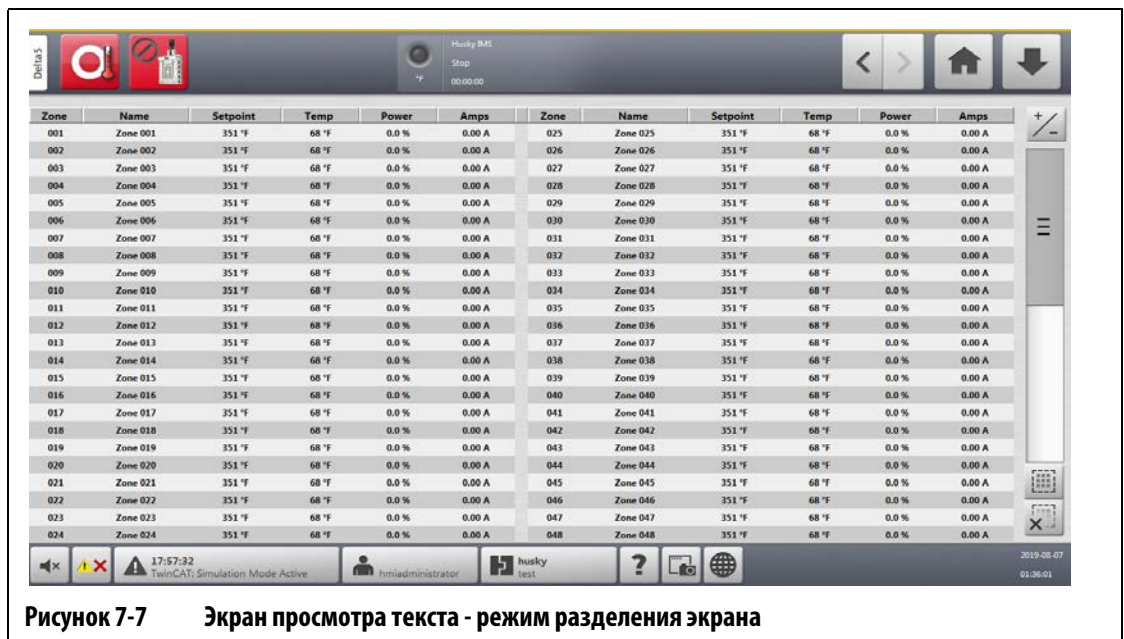 Delta5
Husky IMS
Stop
°F 00:00:00
Zone Name Setpoint Temp Power Amps Zone Name Setpoint Temp Power Amps
001 Zone 001 351 °F 68 °F 0.0 % 0.00 A 025 Zone 025 351 °F 68 °F 0.0 % 0.00 A
002 Zone 002 351 °F 68 °F 0.0 % 0.00 A 026 Zone 026 351 °F 68 °F 0.0 % 0.00 A
003 Zone 003 351 °F 68 °F 0.0 % 0.00 A 027 Zone 027 351 °F 68 °F 0.0 % 0.00 A
004 Zone 004 351 °F 68 °F 0.0 % 0.00 A 028 Zone 028 351 °F 68 °F 0.0 % 0.00 A
005 Zone 005 351 °F 68 °F 0.0 % 0.00 A 029 Zone 029 351 °F 68 °F 0.0 % 0.00 A
006 Zone 006 351 °F 68 °F 0.0 % 0.00 A 030 Zone 030 351 °F 68 °F 0.0 % 0.00 A
007 Zone 007 351 °F 68 °F 0.0 % 0.00 A 031 Zone 031 351 °F 68 °F 0.0 % 0.00 A
008 Zone 008 351 °F 68 °F 0.0 % 0.00 A 032 Zone 032 351 °F 68 °F 0.0 % 0.00 A
009 Zone 009 351 °F 68 °F 0.0 % 0.00 A 033 Zone 033 351 °F 68 °F 0.0 % 0.00 A
010 Zone 010 351 °F 68 °F 0.0 % 0.00 A 034 Zone 034 351 °F 68 °F 0.0 % 0.00 A
011 Zone 011 351 °F 68 °F 0.0 % 0.00 A 035 Zone 035 351 °F 68 °F 0.0 % 0.00 A
012 Zone 012 351 °F 68 °F 0.0 % 0.00 A 036 Zone 036 351 °F 68 °F 0.0 % 0.00 A
013 Zone 013 351 °F 68 °F 0.0 % 0.00 A 037 Zone 037 351 °F 68 °F 0.0 % 0.00 A
014 Zone 014 351 °F 68 °F 0.0 % 0.00 A 038 Zone 038 351 °F 68 °F 0.0 % 0.00 A
015 Zone 015 351 °F 68 °F 0.0 % 0.00 A 039 Zone 039 351 °F 68 °F 0.0 % 0.00 A
016 Zone 016 351 °F 68 °F 0.0 % 0.00 A 040 Zone 040 351 °F 68 °F 0.0 % 0.00 A
017 Zone 017 351 °F 68 °F 0.0 % 0.00 A 041 Zone 041 351 °F 68 °F 0.0 % 0.00 A
018 Zone 018 351 °F 68 °F 0.0 % 0.00 A 042 Zone 042 351 °F 68 °F 0.0 % 0.00 A
019 Zone 019 351 °F 68 °F 0.0 % 0.00 A 043 Zone 043 351 °F 68 °F 0.0 % 0.00 A
020 Zone 020 351 °F 68 °F 0.0 % 0.00 A 044 Zone 044 351 °F 68 °F 0.0 % 0.00 A
021 Zone 021 351 °F 68 °F 0.0 % 0.00 A 045 Zone 045 351 °F 68 °F 0.0 % 0.00 A
022 Zone 022 351 °F 68 °F 0.0 % 0.00 A 046 Zone 046 351 °F 68 °F 0.0 % 0.00 A
023 Zone 023 351 °F 68 °F 0.0 % 0.00 A 047 Zone 047 351 °F 68 °F 0.0 % 0.00 A
024 Zone 024 351 °F 68 °F 0.0 % 0.00 A 048 Zone 048 351 °F 68 °F 0.0 % 0.00 A
17:57:32
TwinCAT: Simulation Mode Active
hmiadministrator
husky
test
2019-08-07
01:36:01
Рисунок 7-7 Экран просмотра текста - режим разделения экрана